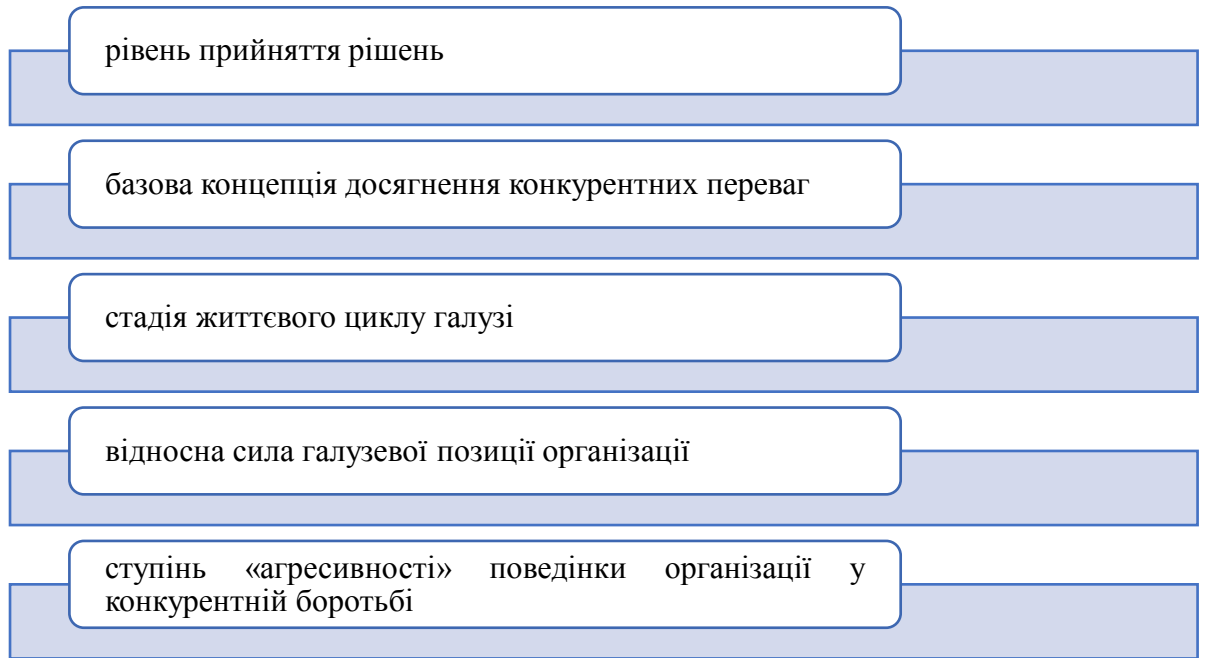 рівень прийняття рішень
базова концепція досягнення конкурентних переваг
стадія життєвого циклу галузі
відносна сила галузевої позиції організації
ступінь «агресивності» поведінки організації у
конкурентній боротьбі